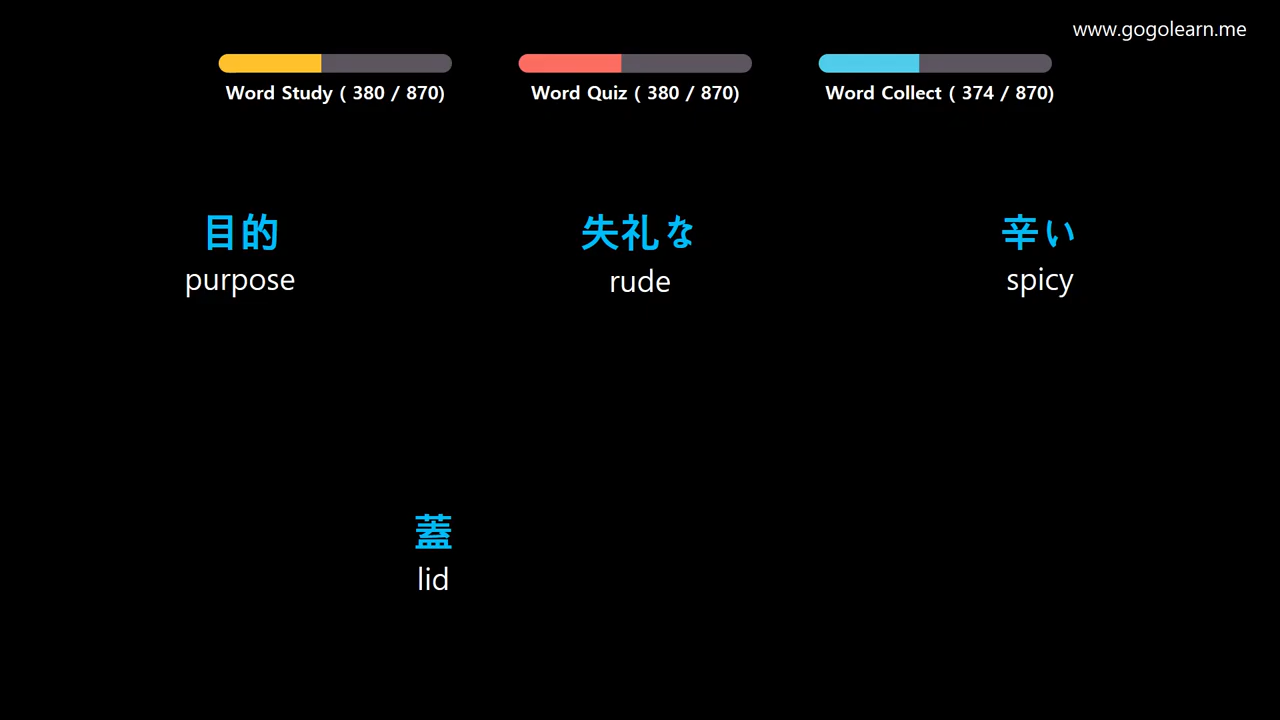 www.gogolearn.me
Word Study ( 380 / 870)
Word Quiz ( 380 / 870)
Word Collect ( 374 / 870)
目的
purpose
失礼な
rude
辛い
spicy
蓋
lid